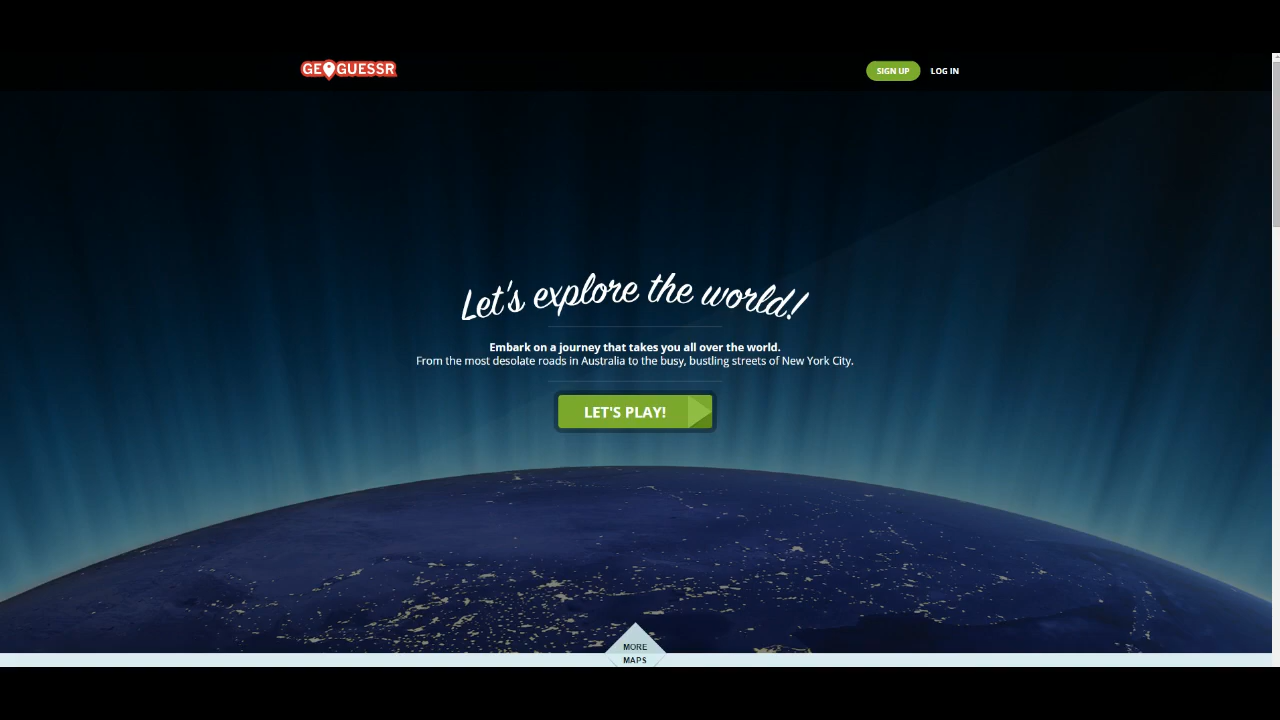 GEOGUESSR
SIGN UP
LOG IN
Let's explore the world!
Embark on a journey that takes you all over the world.
From the most desolate roads in Australia to the busy, bustling streets of New York City.
LET'S PLAY!
MORE
MAPS